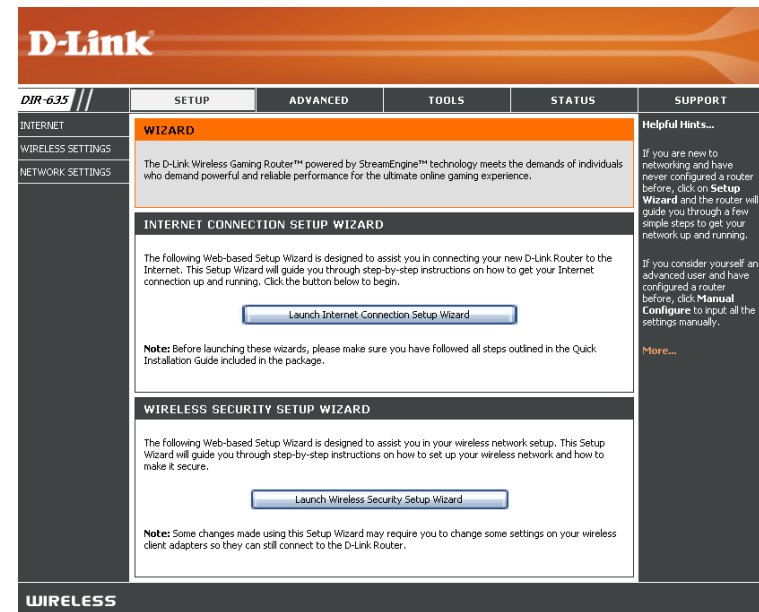 D-Link
DIR-635
SETUP
ADVANCED
TOOLS
STATUS
SUPPORT
INTERNET
WIRELESS SETTINGS
NETWORK SETTINGS
WIZARD
The D-Link Wireless Gaming Router™ powered by StreamEngine™ technology meets the demands of individuals
who demand powerful and reliable performance for the ultimate online gaming experience.
INTERNET CONNECTION SETUP WIZARD
The following Web-based Setup Wizard is designed to assist you in connecting your new D-Link Router to the
Internet. This Setup Wizard will guide you through step-by-step instructions on how to get your Internet
connection up and running. Click the button below to begin.
Launch Internet Connection Setup Wizard
Note: Before launching these wizards, please make sure you have followed all steps outlined in the Quick
Installation Guide included in the package.
WIRELESS SECURITY SETUP WIZARD
The following Web-based Setup Wizard is designed to assist you in your wireless network setup. This Setup
Wizard will guide you through step-by-step instructions on how to set up your wireless network and how to
make it secure.
Launch Wireless Security Setup Wizard
Note: Some changes made using this Setup Wizard may require you to change some settings on your wireless
client adapters so they can still connect to the D-Link Router.
Helpful Hints...
If you are new to
networking and have
never configured a router
before, click on Setup
Wizard and the router will
guide you through a few
simple steps to get your
network up and running.
If you consider yourself an
advanced user and have
configured a router
before, click Manual
Configure to input all the
settings manually.
More...
WIRELESS